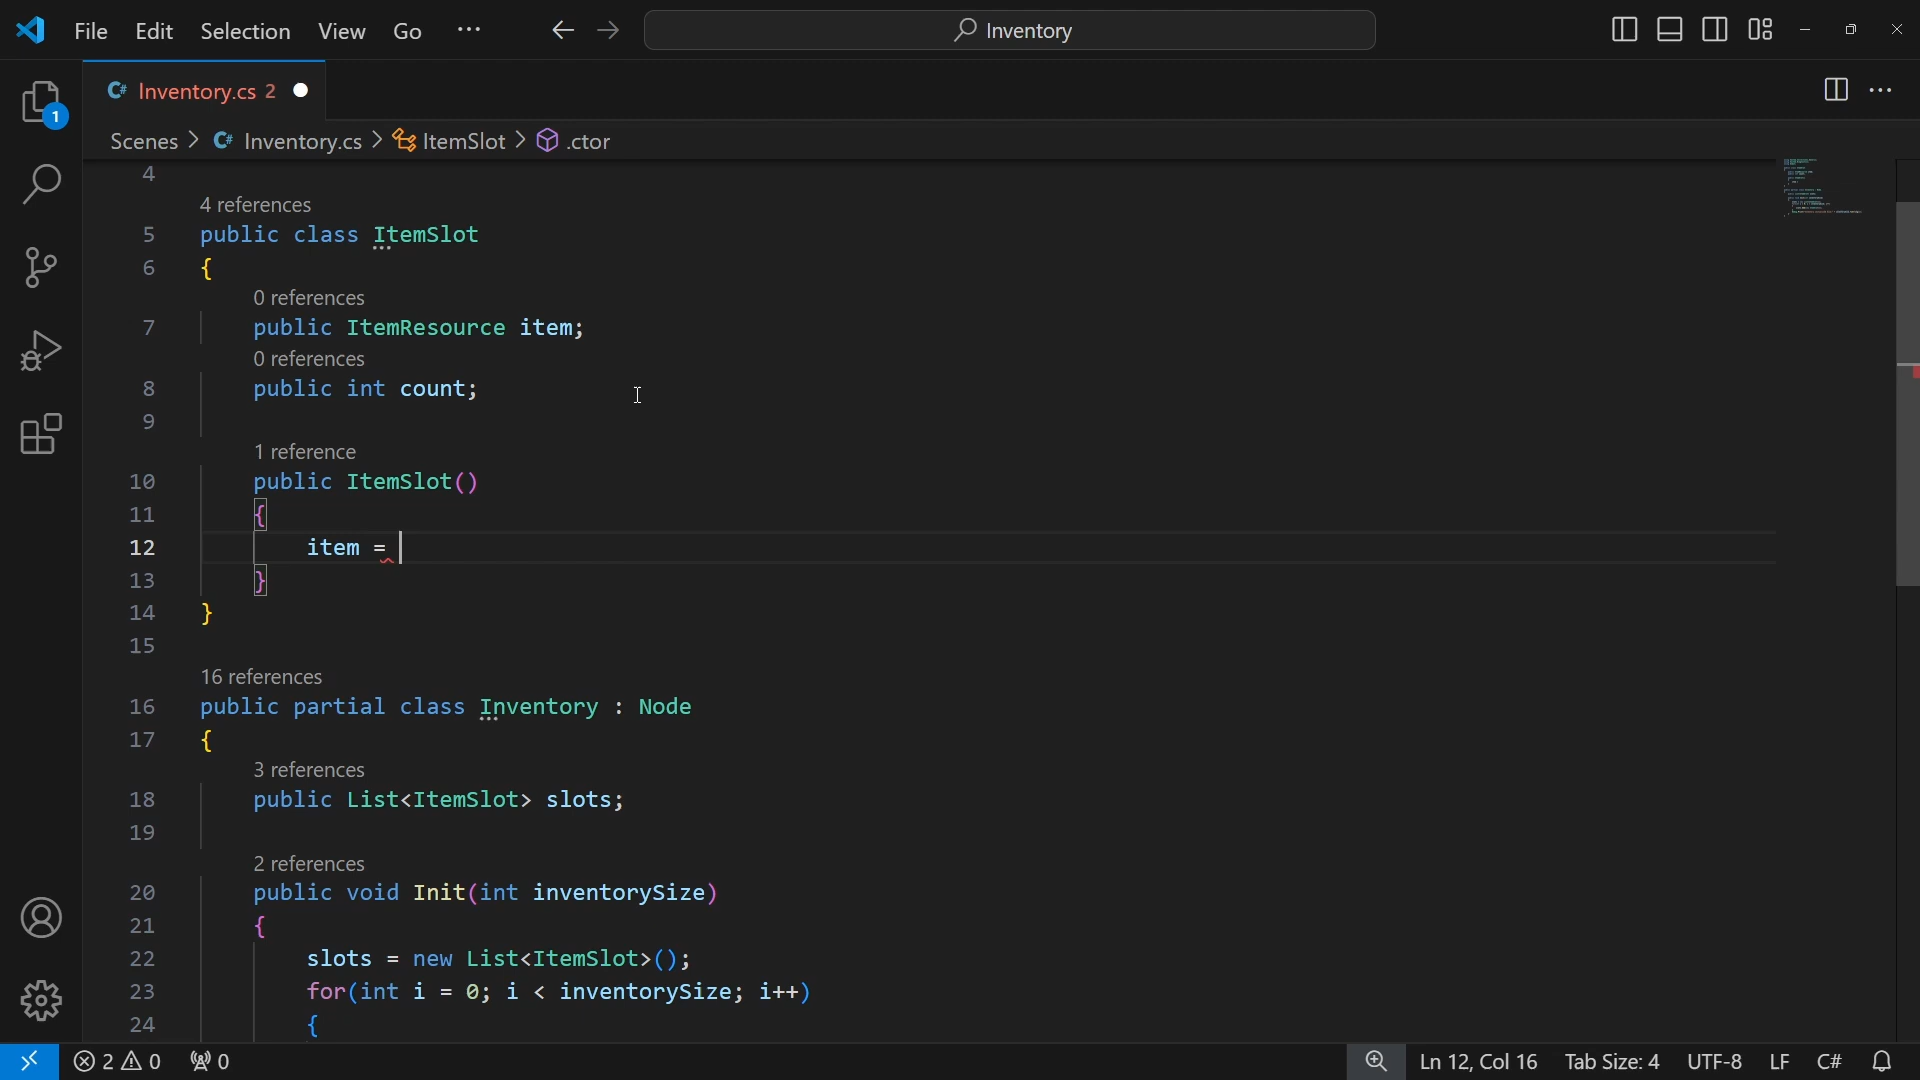 File Edit Selection View Go ··· Inventory
Inventory.cs 2
Scenes > Inventory.cs > ItemSlot > .ctor
1
4
4 references
5 public class ItemSlot
6 {
0 references
7 public ItemResource item;
0 references
8 public int count;
9
1 reference
10 public ItemSlot()
11 {
12 item =
13 }
14 }
15
16 references
16 public partial class Inventory : Node
17 {
3 references
18 public List<ItemSlot> slots;
19
2 references
20 public void Init(int inventorySize)
21 {
22 slots = new List<ItemSlot>();
23 for(int i = 0; i < inventorySize; i++)
24 {
2 0 0 Ln 12, Col 16 Tab Size: 4 UTF-8 LF C#